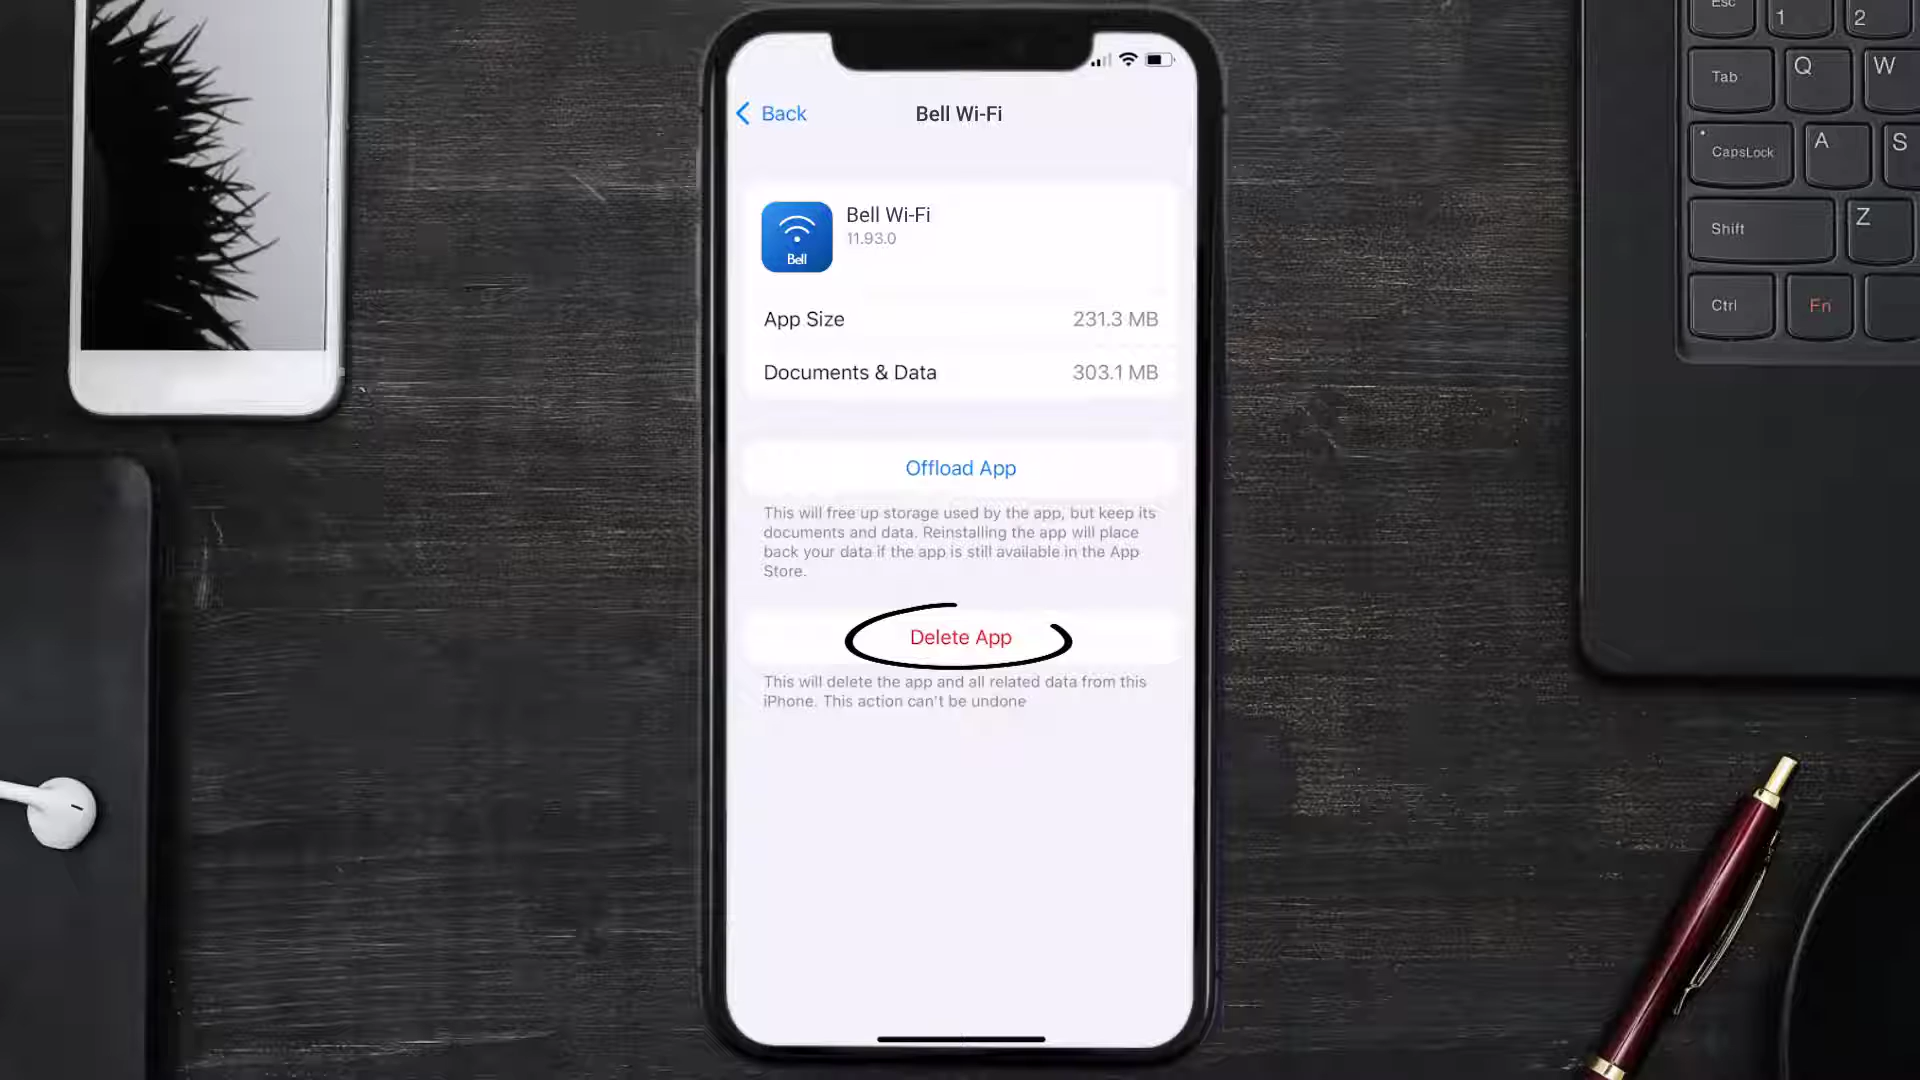 Back
Bell Wi-Fi
Bell Wi-Fi
11.93.0
Bell
App Size
231.3 MB
Documents & Data
303.1 MB
Offload App
This will free up storage used by the app, but keep its
documents and data. Reinstalling the app will place
back your data if the app is still available in the App
Store.
Delete App
This will delete the app and all related data from this
iPhone. This action can't be undone
Esc
1
2
Tab
Q
W
CapsLock
A
S
Shift
Z
Ctrl
Fn